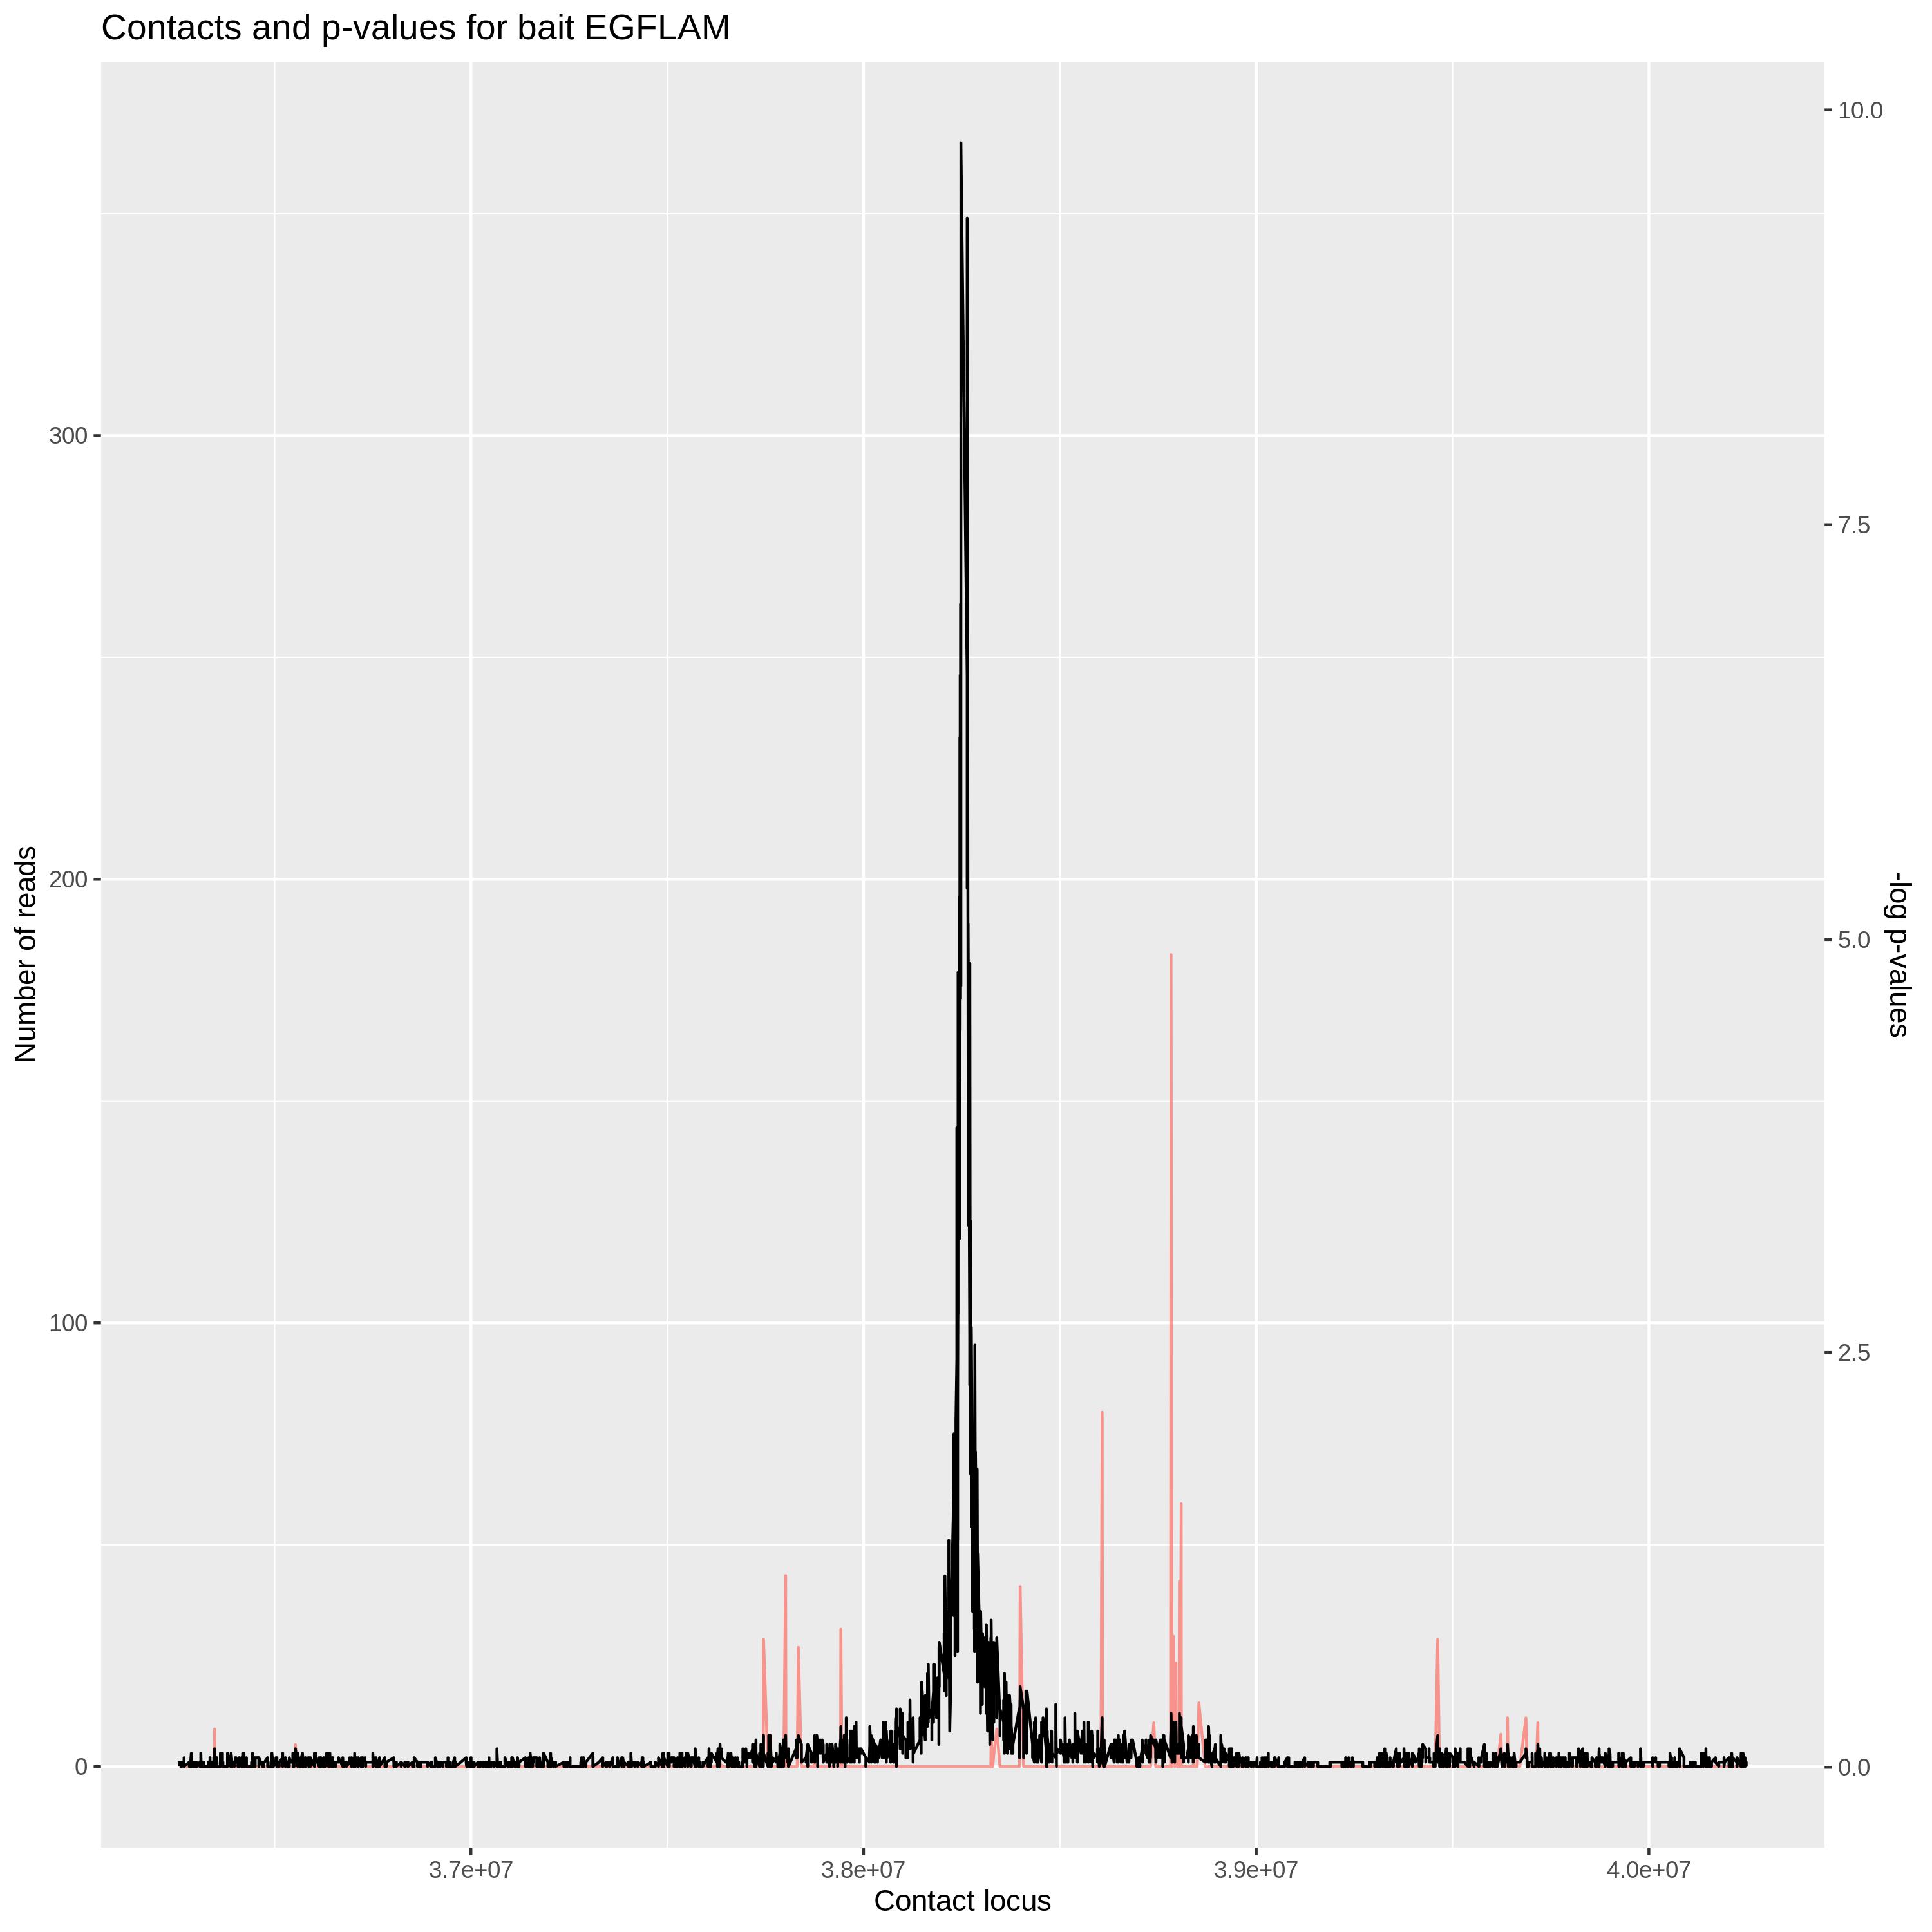 Contacts and p-values for bait EGFLAM
10.0
7.5
5.0
2.5
0.0
300
200
100
0
Number of reads
-log p-values
3.7e+07
3.8e+07
3.9e+07
4.0e+07
Contact locus